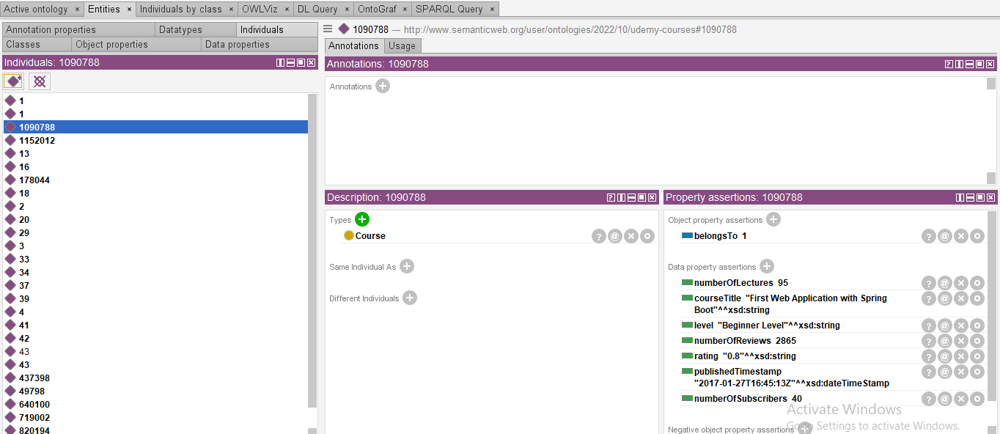 Active ontology × Entities × Individuals by class × OWLViz × DL Query × OntoGraf × SPARQL Query ×
Annotation properties Datatypes Individuals
Classes Object properties Data properties
Individuals: 1090788
1
1
1090788
1152012
13
16
178044
18
2
20
29
3
33
34
37
39
4
41
42
43
43
437398
49798
640100
719002
820194
1090788 — http://www.semanticweb.org/user/ontologies/2022/10/udemy-courses#1090788
Annotations Usage
Annotations: 1090788
Annotations
Description: 1090788
Types
Course
Same Individual As
Different Individuals
Property assertions: 1090788
Object property assertions
belongsTo 1
Data property assertions
numberOfLectures 95
courseTitle "First Web Application with Spring
Boot"^^xsd:string
level "Beginner Level"^^xsd:string
numberOfReviews 2865
rating "0.8"^^xsd:string
publishedTimestamp
"2017-01-27T16:45:13Z"^^xsd:dateTimeStamp
numberOfSubscribers 40
Negative object property assertions
Activate Windows
Go to Settings to activate Windows.